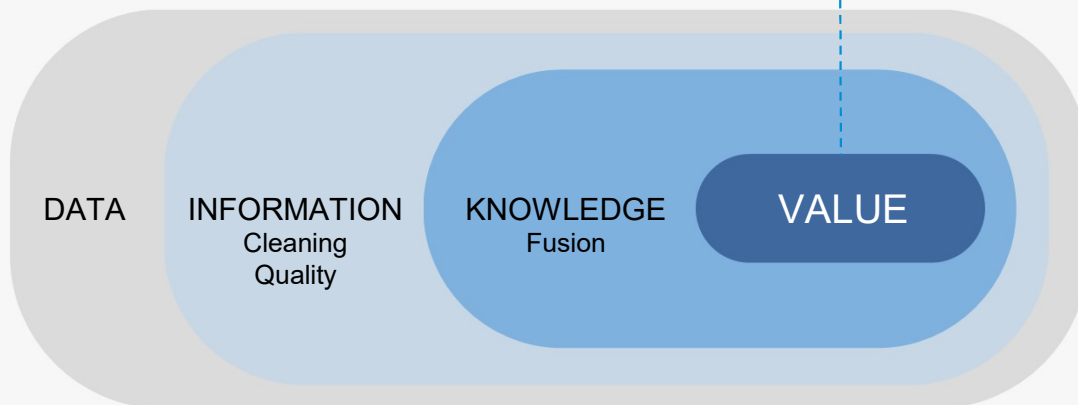 DATA
INFORMATION
Cleaning
Quality
KNOWLEDGE
Fusion
VALUE